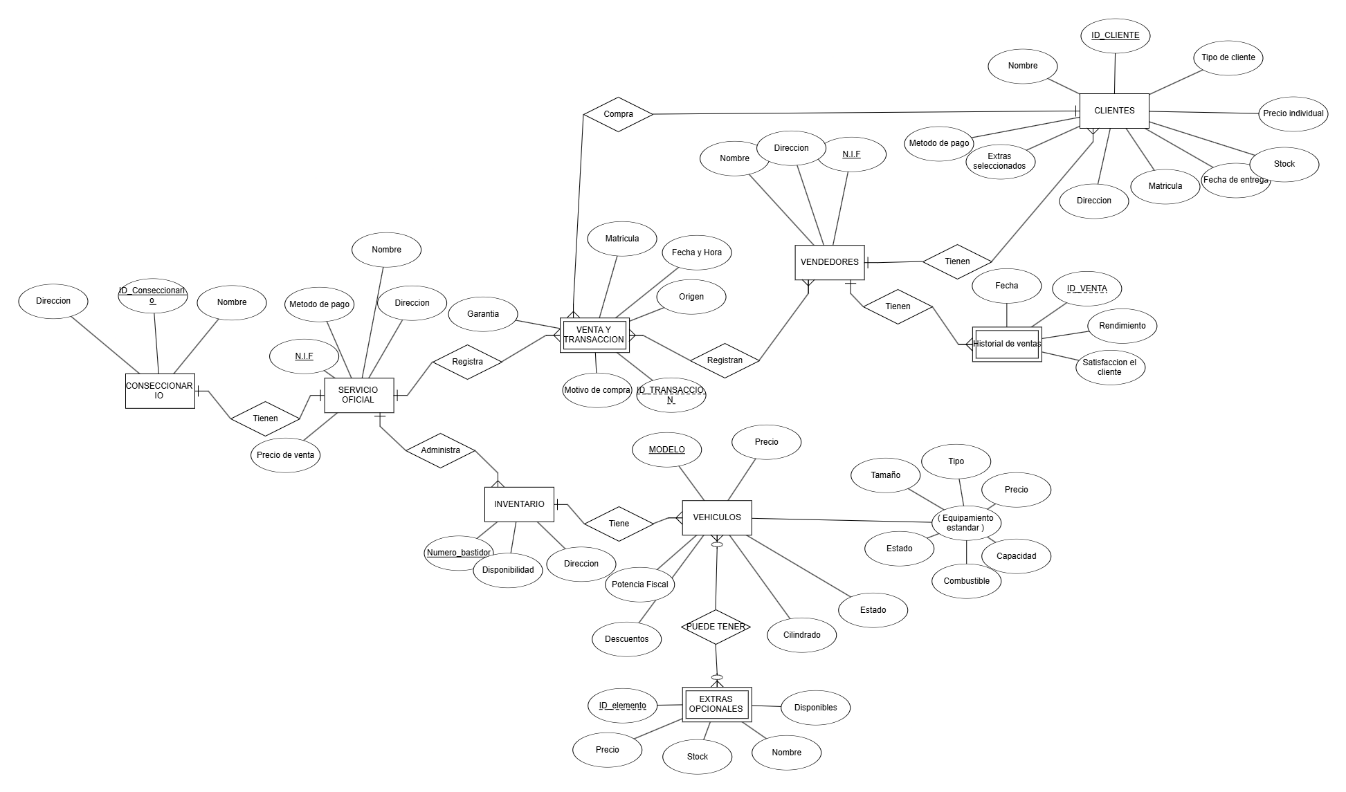 ID_CLIENTE
Nombre
Tipo de cliente
Compra
CLIENTES
Precio individual
Metodo de pago
Extras
seleccionados
Stock
Fecha de entrega
Matricula
Direccion
Nombre
Direccion
N.I.F
VENDEDORES
Tienen
Matricula
Fecha y Hora
Origen
Garantia
VENTA Y
TRANSACCION
Motivo de compra
ID_TRANSACCIO
N
Registran
Tienen
Fecha
ID_VENTA
Rendimiento
Historial de ventas
Satisfaccion el
cliente
Nombre
Metodo de pago
Direccion
N.I.F
SERVICIO
OFICIAL
Registra
Precio de venta
Direccion
ID_Conseccionari
o
Nombre
CONSECCIONAR
IO
Tienen
Administra
INVENTARIO
Numero_bastidor
Disponibilidad
Direccion
Tiene
MODELO
Precio
VEHICULOS
Potencia Fiscal
Descuentos
Cilindrado
Estado
Tamaño
Tipo
Precio
( Equipamiento
estandar )
Estado
Combustible
Capacidad
PUEDE TENER
EXTRAS
OPCIONALES
ID_elemento
Disponibles
Precio
Stock
Nombre